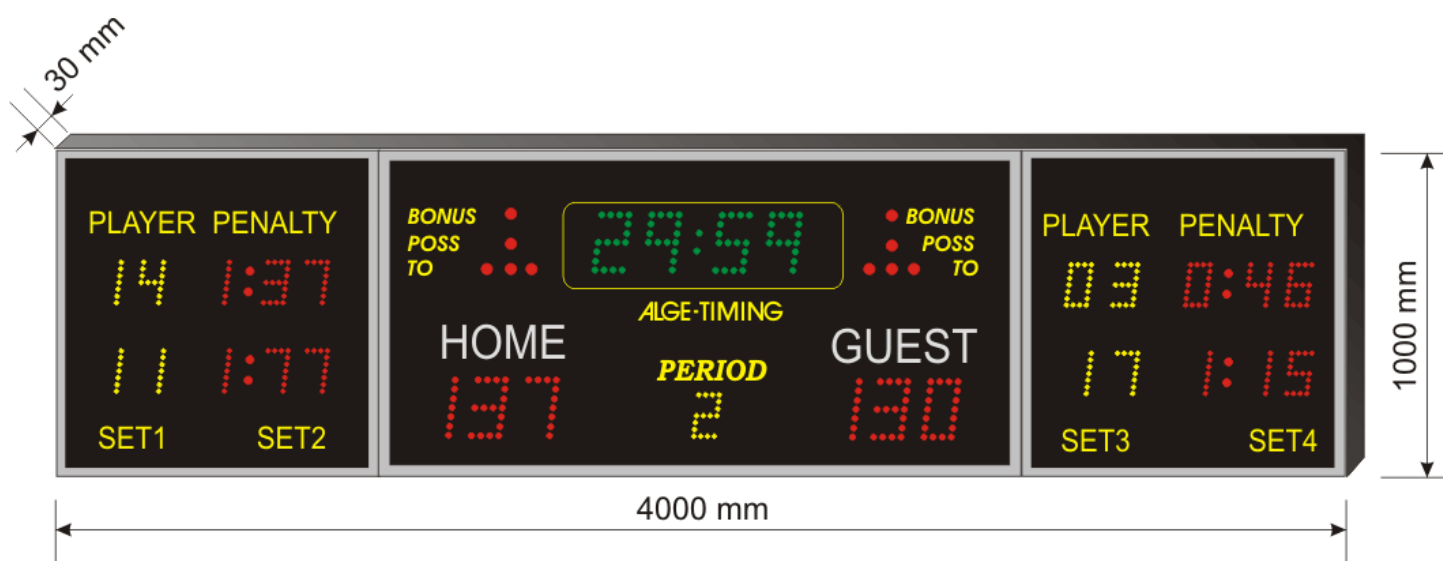 30 mm
PLAYER PENALTY
14 1:37
11 1:77
SET1 SET2
BONUS
POSS
TO
29:59
BONUS
POSS
TO
ALGE-TIMING
HOME
GUEST
PERIOD
137
2
130
PLAYER PENALTY
03 0:46
17 1:15
SET3 SET4
1000 mm
4000 mm